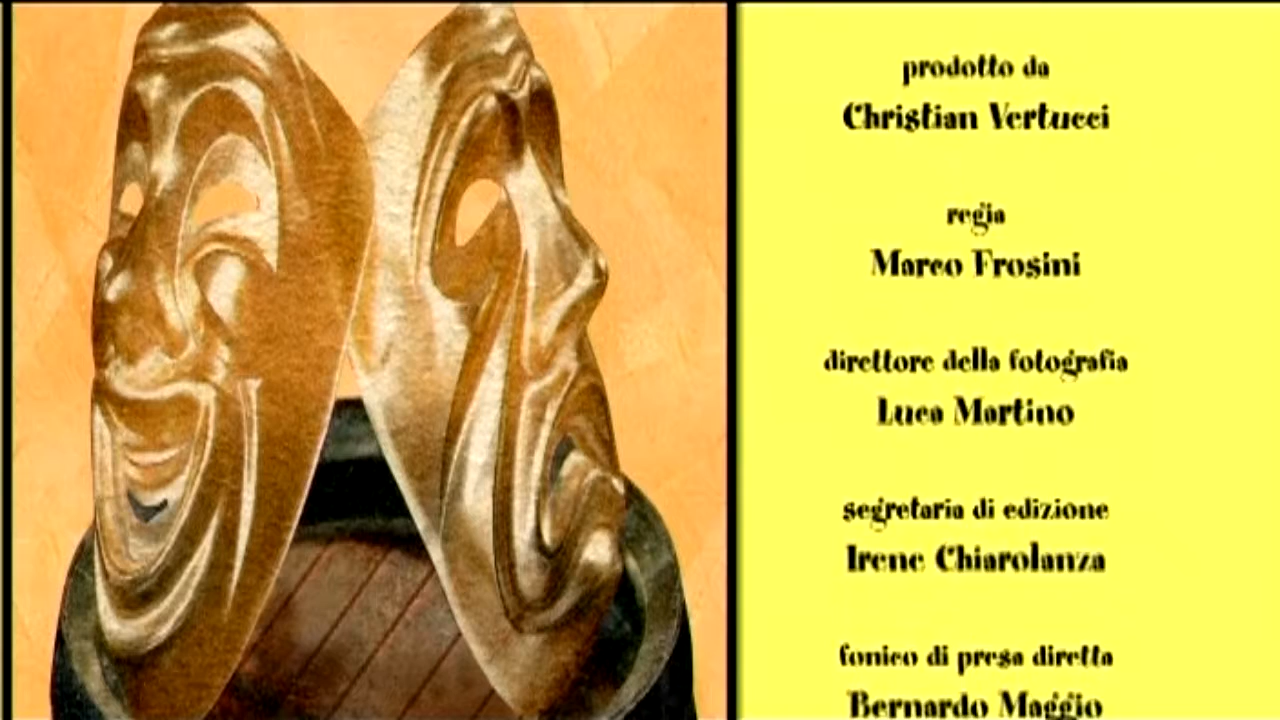 prodotto da
Christian Vertucci
regia
Marco Frosini
direttore della fotografia
Luca Martino
segretaria di edizione
Irene Chiarolanza
fonico di presa diretta
Bernardo Maggio